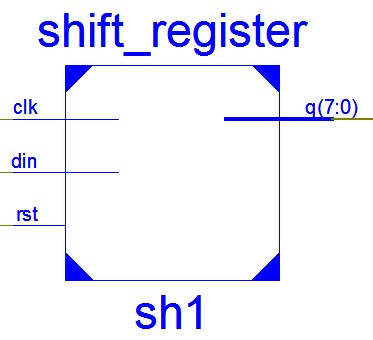 shift_register
clk
q(7:0)
din
rst
sh1